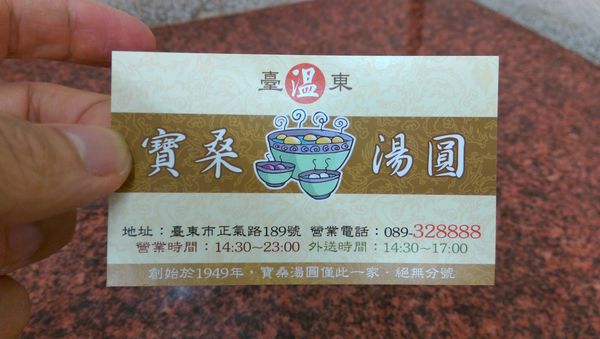 臺溫東
寶桑 湯圓
地址：臺東市正氣路189號 營業電話：089-328888
營業時間：14:30~23:00 外送時間：14:30~17:00
創始於1949年，寶桑湯圓僅此一家，絕無分號